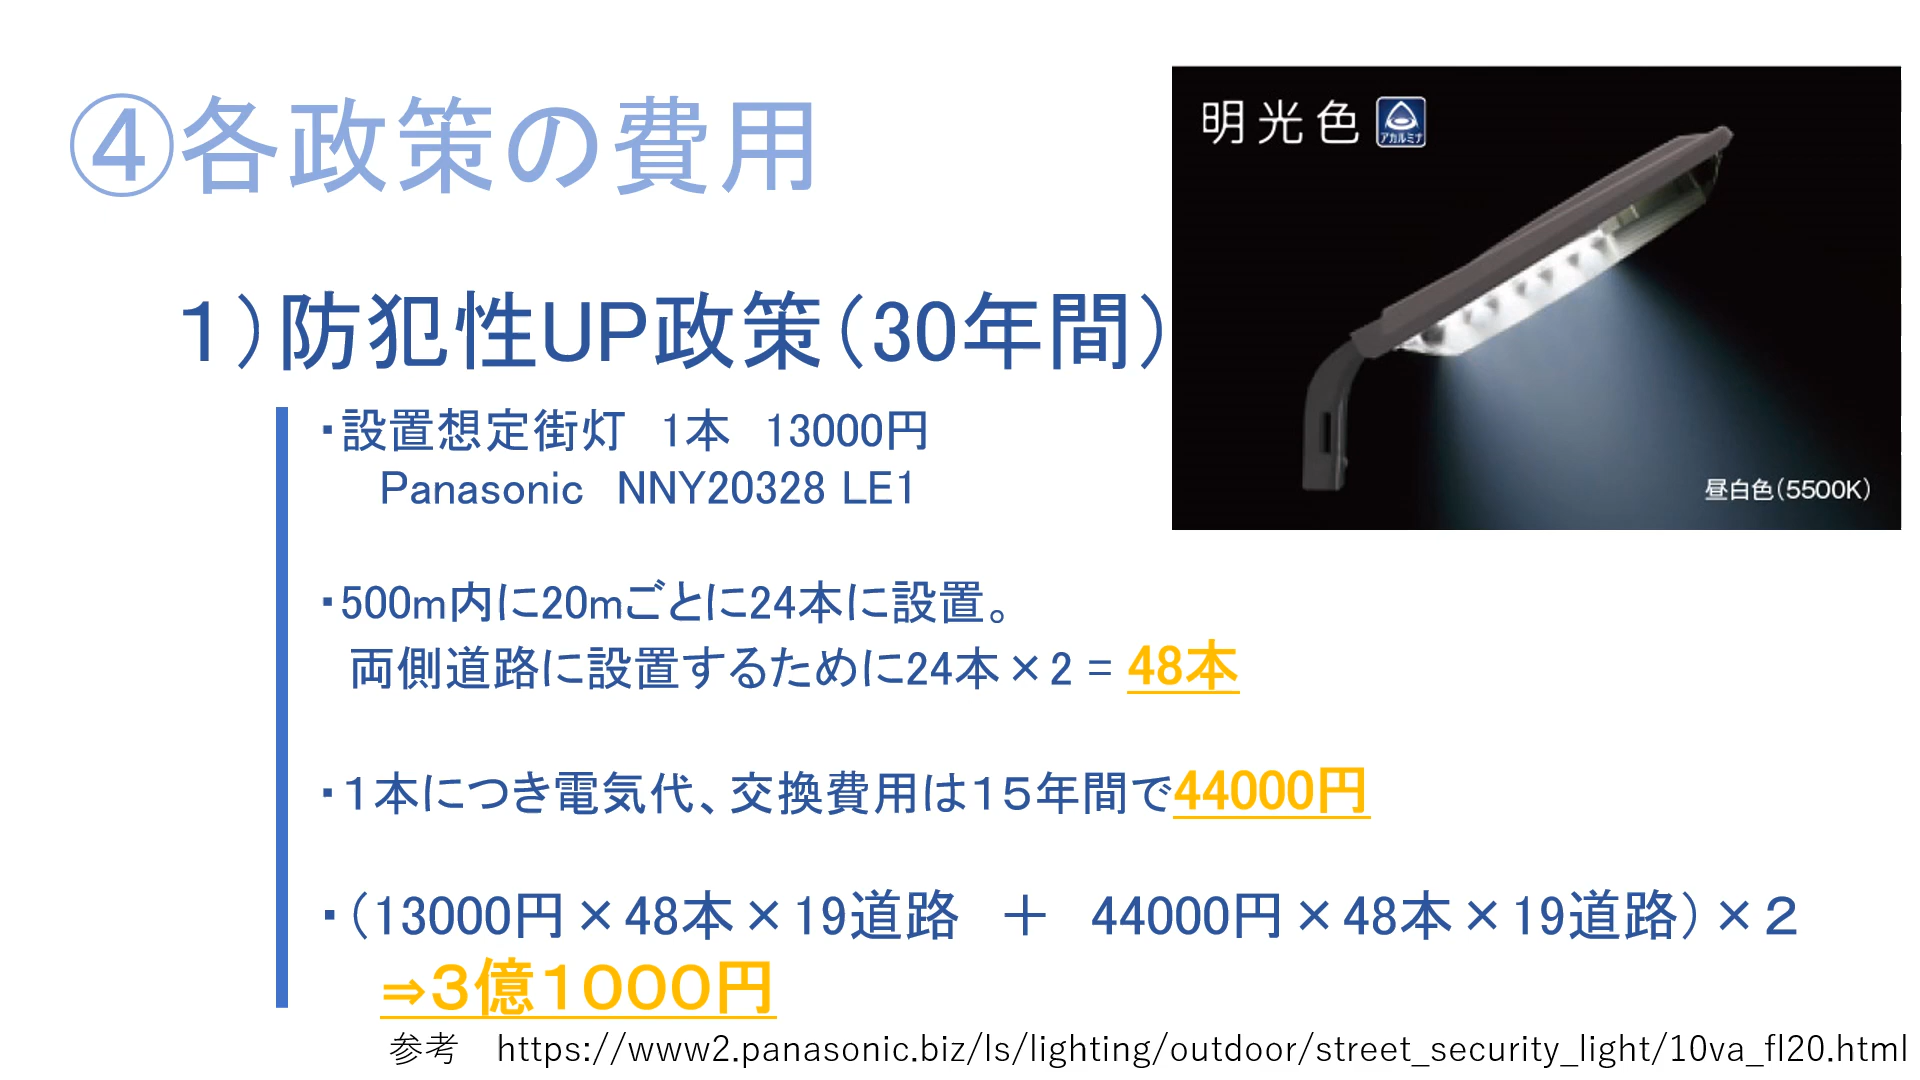 ④各政策の費用
明光色
アカルミナ
昼白色(5500K)
１）防犯性UP政策（30年間）
・設置想定街灯　1本　13000円
Panasonic　NNY20328 LE1
・500m内に20mごとに24本に設置。
両側道路に設置するために24本×2 = 48本
・１本につき電気代、交換費用は１５年間で44000円
・（13000円×48本×19道路　＋　44000円×48本×19道路）×２
⇒３億１０００円
参考　https://www2.panasonic.biz/ls/lighting/outdoor/street_security_light/10va_fl20.html